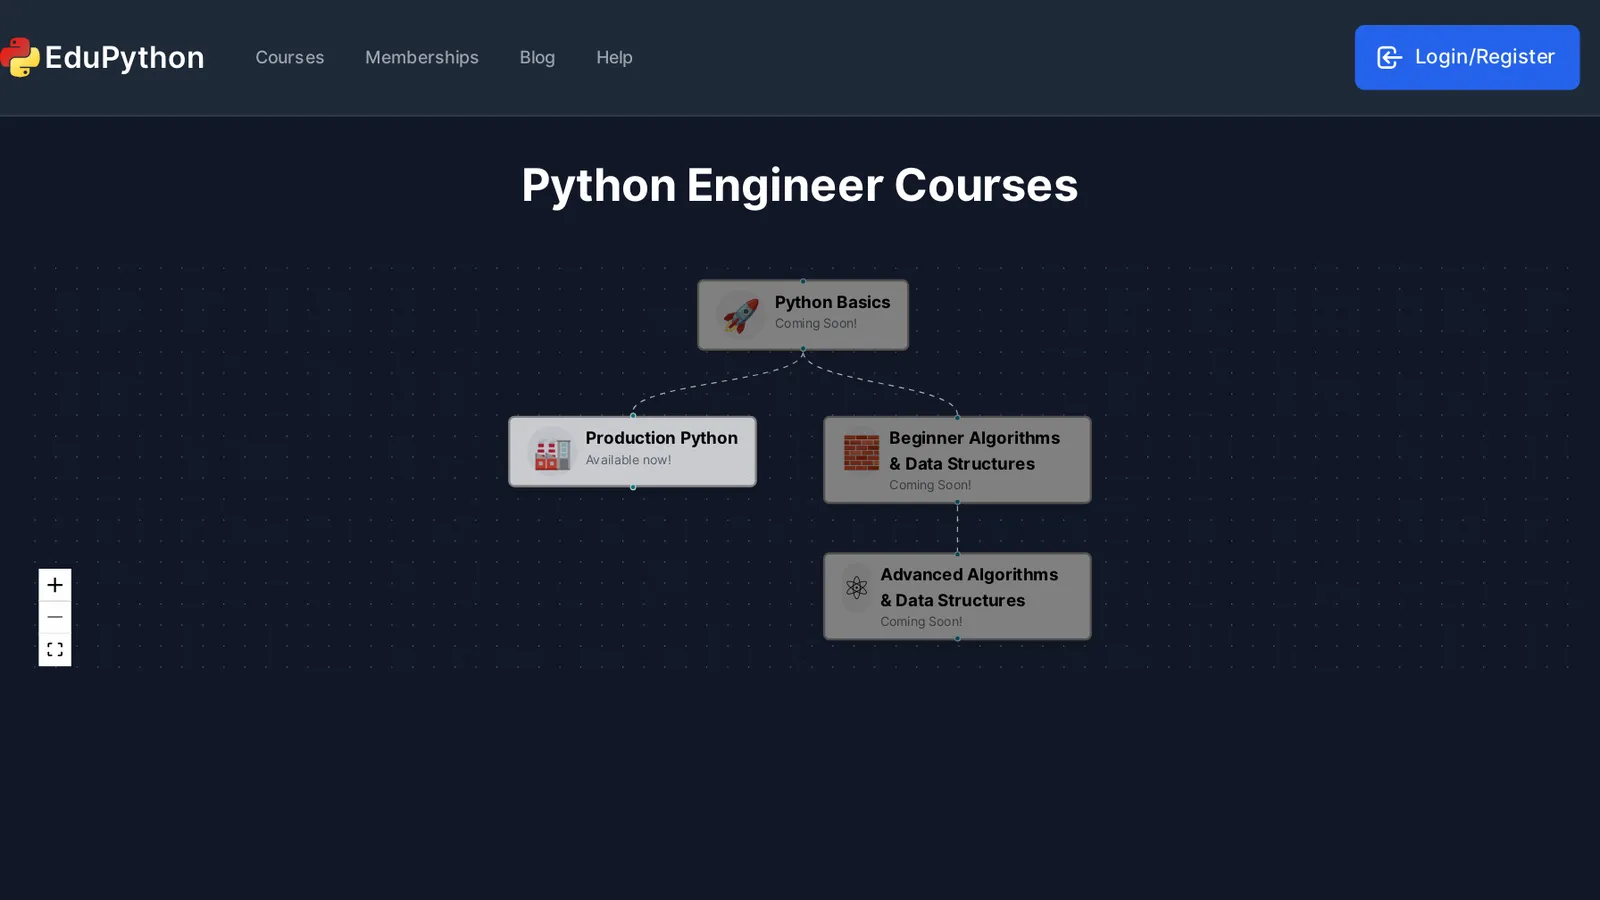 EduPython
Courses
Memberships
Blog
Help
Login/Register
Python Engineer Courses
Python Basics
Coming Soon!
Production Python
Available now!
Beginner Algorithms
& Data Structures
Coming Soon!
Advanced Algorithms
& Data Structures
Coming Soon!